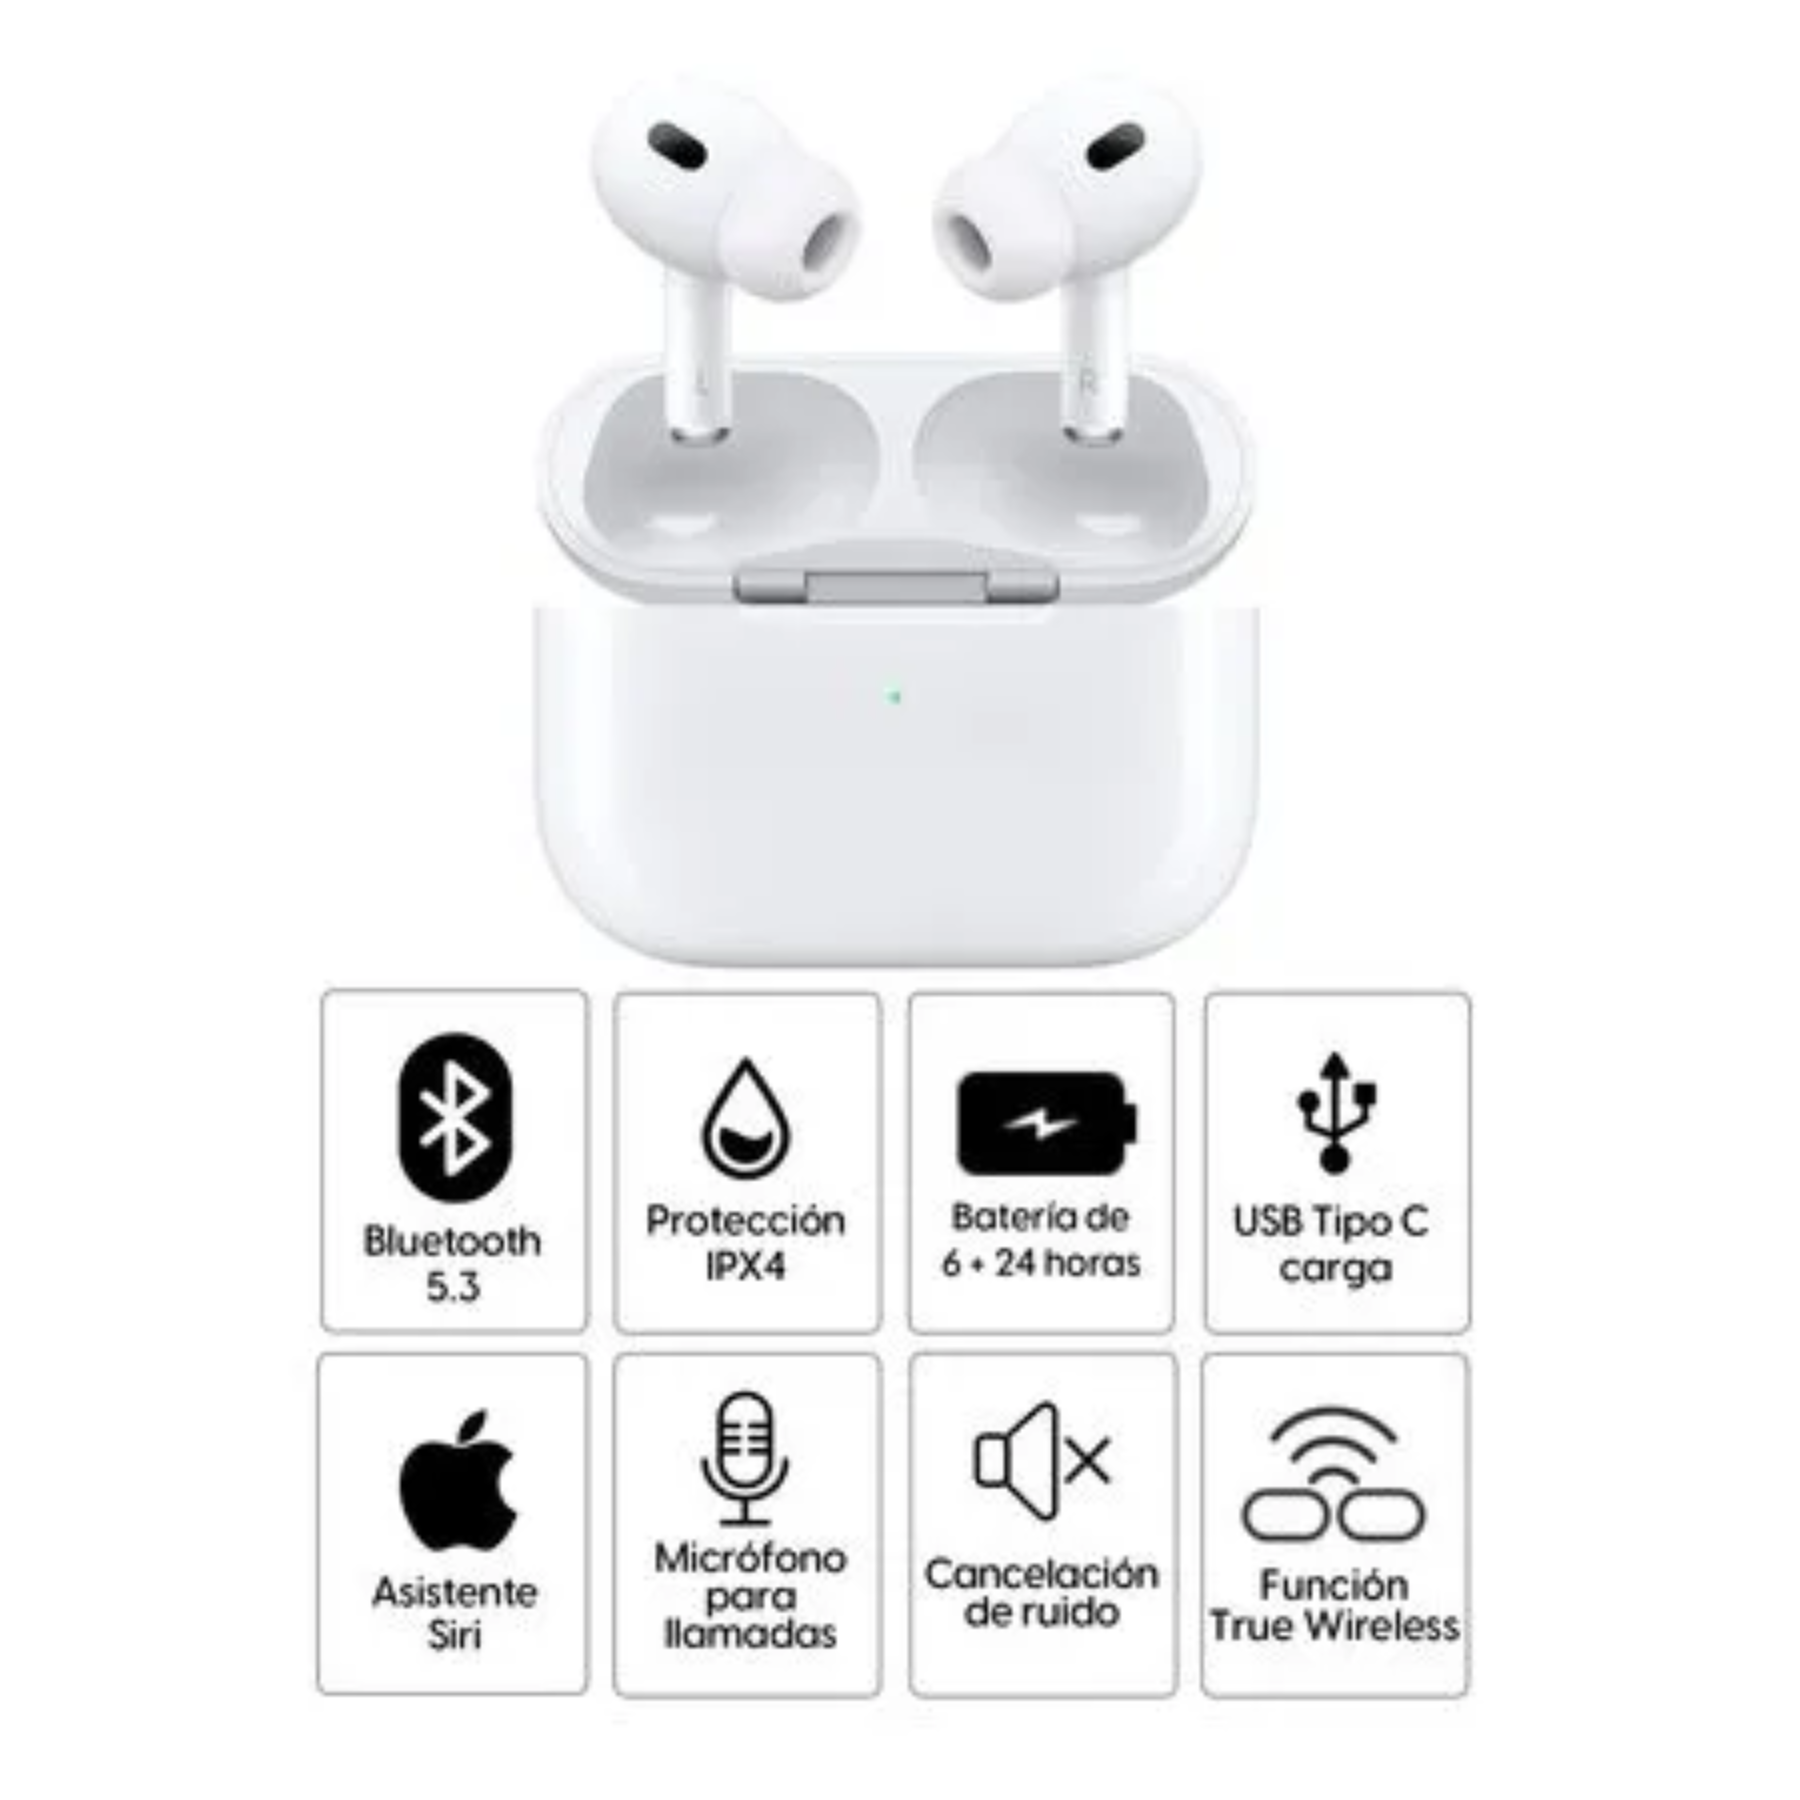 L
R
Bluetooth
5.3
Protección
IPX4
Batería de
6 + 24 horas
USB Tipo C
carga
Asistente
Siri
Micrófono
para
llamadas
Cancelación
de ruido
Función
True Wireless